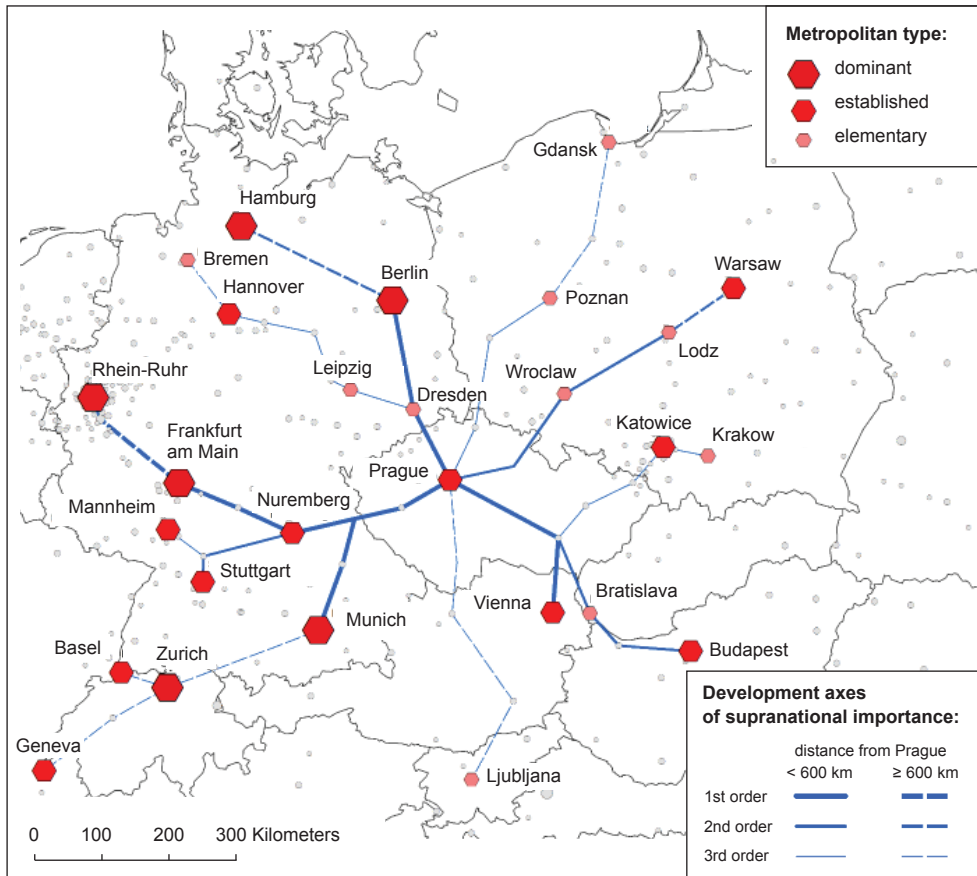 Metropolitan type:
dominant
established
elementary
Gdansk
Hamburg
Bremen
Hannover
Berlin
Warsaw
Poznan
Lodz
Rhein-Ruhr
Leipzig
Dresden
Wroclaw
Frankfurt
am Main
Katowice
Krakow
Prague
Mannheim
Nuremberg
Stuttgart
Munich
Vienna
Bratislava
Basel
Zurich
Budapest
Geneva
Ljubljana
Development axes
of supranational importance:
distance from Prague
< 600 km ≥ 600 km
1st order
2nd order
3rd order
0 100 200 300 Kilometers